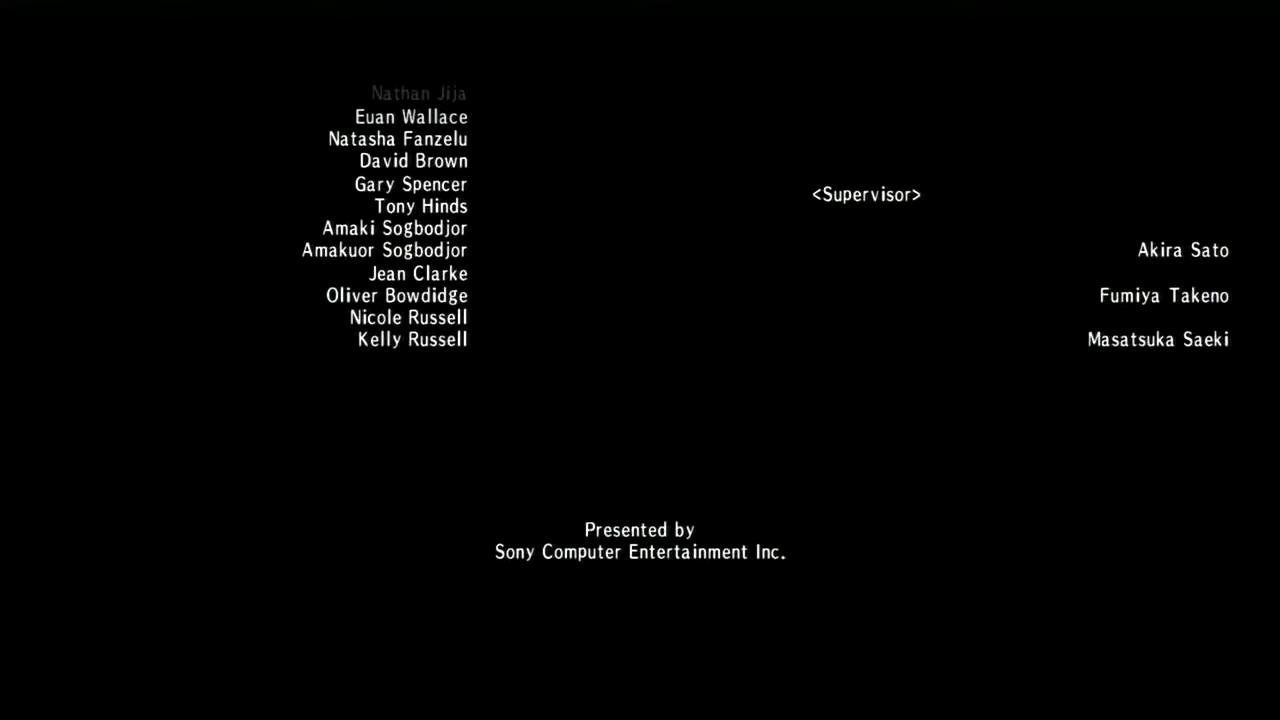 Nathan Jija
Euan Wallace
Natasha Fanzelu
David Brown
Gary Spencer
Tony Hinds
Amaki Sogbodjor
Amakuor Sogbodjor
Jean Clarke
Oliver Bowdidge
Nicole Russell
Kelly Russell
<Supervisor>
Akira Sato
Fumiya Takeno
Masatsuka Saeki
Presented by
Sony Computer Entertainment Inc.